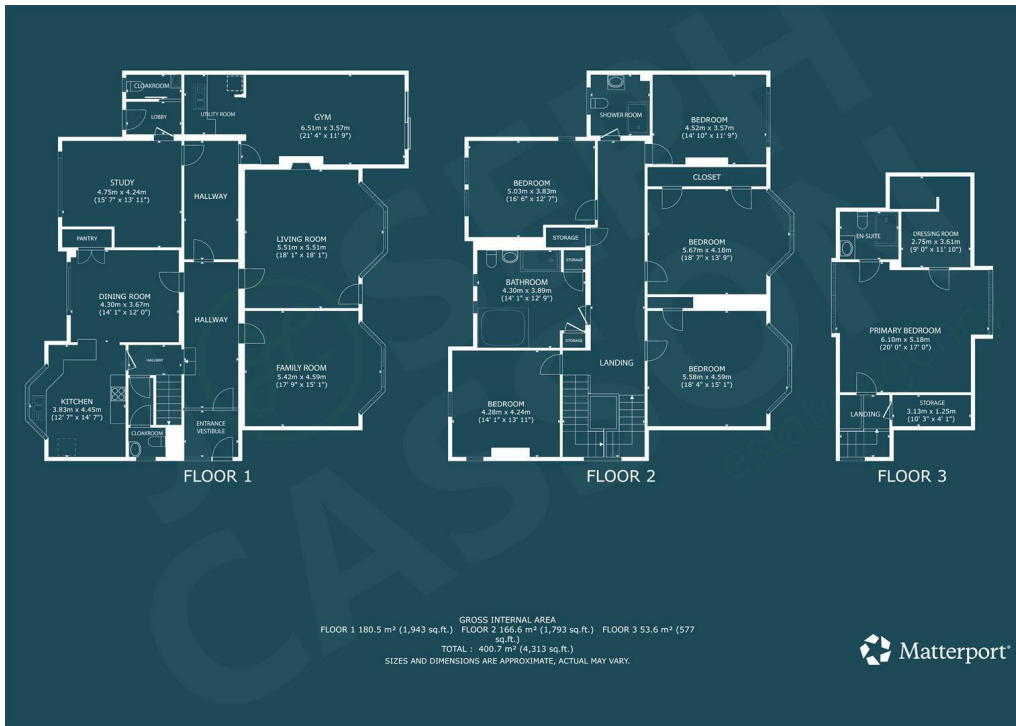 CLOAKROOM
LOBBY
UTILITY ROOM
GYM
6.51m x 3.57m
(21' 4" x 11' 9")
STUDY
4.75m x 4.24m
(15' 7" x 13' 11")
HALLWAY
PANTRY
LIVING ROOM
5.51m x 5.51m
(18' 1" x 18' 1")
DINING ROOM
4.30m x 3.67m
(14' 1" x 12' 0")
HALLWAY
HALLWAY
FAMILY ROOM
5.42m x 4.59m
(17' 9" x 15' 1")
KITCHEN
3.83m x 4.45m
(12' 7" x 14' 7")
CLOAKROOM
ENTRANCE
VESTIBULE
FLOOR 1
SHOWER ROOM
BEDROOM
4.52m x 3.57m
(14' 10" x 11' 9")
BEDROOM
5.03m x 3.83m
(16' 6" x 12' 7")
CLOSET
STORAGE
BEDROOM
5.67m x 4.18m
(18' 7" x 13' 9")
STORAGE
BATHROOM
4.30m x 3.89m
(14' 1" x 12' 9")
STORAGE
LANDING
BEDROOM
5.58m x 4.59m
(18' 4" x 15' 1")
BEDROOM
4.28m x 4.24m
(14' 1" x 13' 11")
FLOOR 2
EN-SUITE
DRESSING ROOM
2.75m x 3.61m
(9' 0" x 11' 10")
PRIMARY BEDROOM
6.10m x 5.18m
(20' 0" x 17' 0")
LANDING
STORAGE
3.13m x 1.25m
(10' 3" x 4' 1")
FLOOR 3
GROSS INTERNAL AREA
FLOOR 1 180.5 m² (1,943 sq.ft.) FLOOR 2 166.6 m² (1,793 sq.ft.) FLOOR 3 53.6 m² (577
sq.ft.)
TOTAL : 400.7 m² (4,313 sq.ft.)
SIZES AND DIMENSIONS ARE APPROXIMATE, ACTUAL MAY VARY.
Matterport®